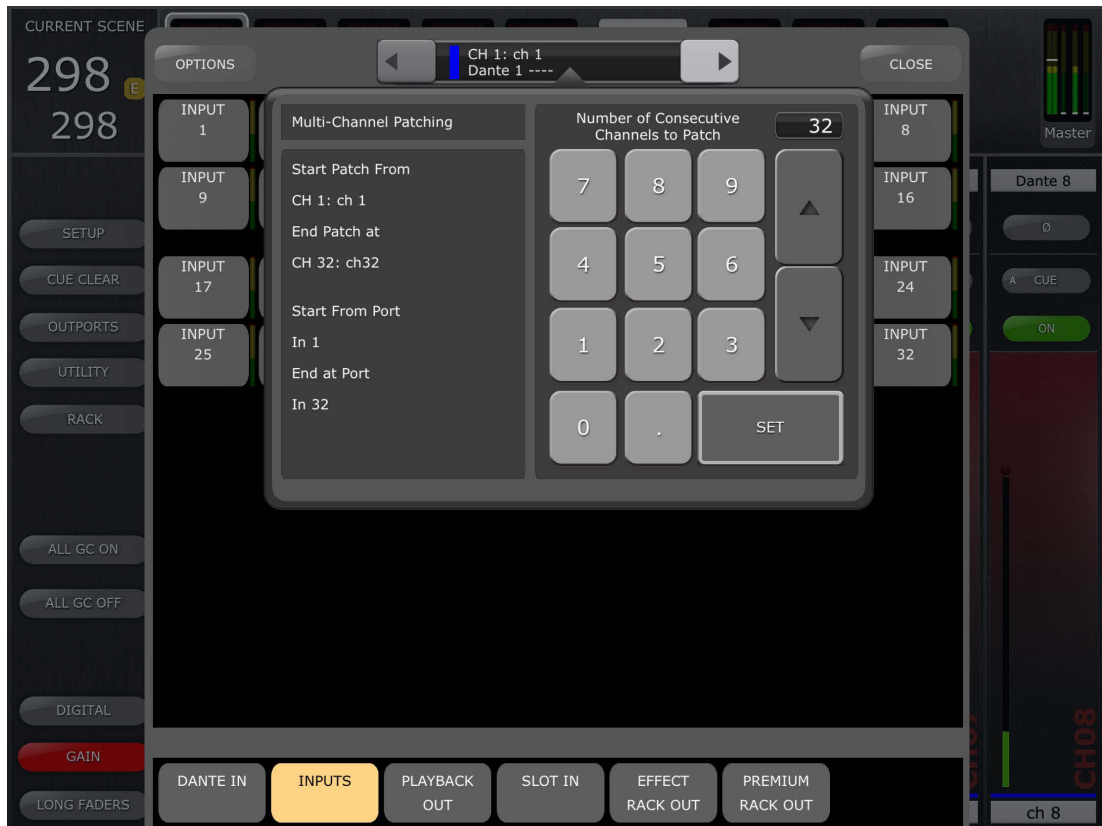 CURRENT SCENE
298 E
298
OPTIONS
CH 1: ch 1
Dante 1 ----
CLOSE
Master
INPUT
1
INPUT
8
INPUT
9
INPUT
16
INPUT
17
INPUT
24
INPUT
25
INPUT
32
Multi-Channel Patching
Start Patch From
CH 1: ch 1
End Patch at
CH 32: ch32
Start From Port
In 1
End at Port
In 32
Number of Consecutive
Channels to Patch
32
7 8 9
4 5 6
1 2 3
0 . SET
SETUP
CUE CLEAR
OUTPORTS
UTILITY
RACK
ALL GC ON
ALL GC OFF
DIGITAL
GAIN
LONG FADERS
Dante 8
Ø
A CUE
ON
CH08
ch 8
DANTE IN
INPUTS
PLAYBACK
OUT
SLOT IN
EFFECT
RACK OUT
PREMIUM
RACK OUT